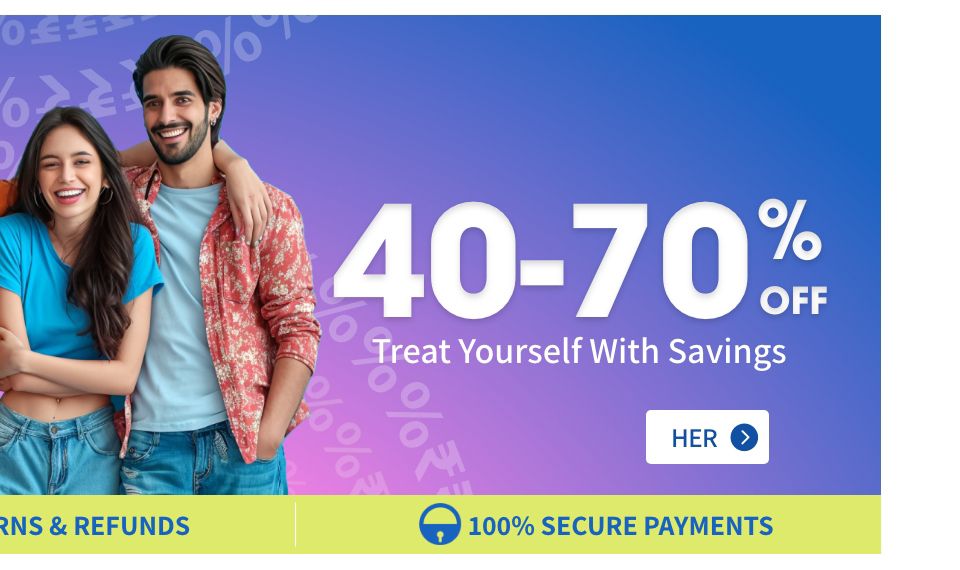 40-70% OFF
Treat Yourself With Savings
HER
RNS & REFUNDS
100% SECURE PAYMENTS